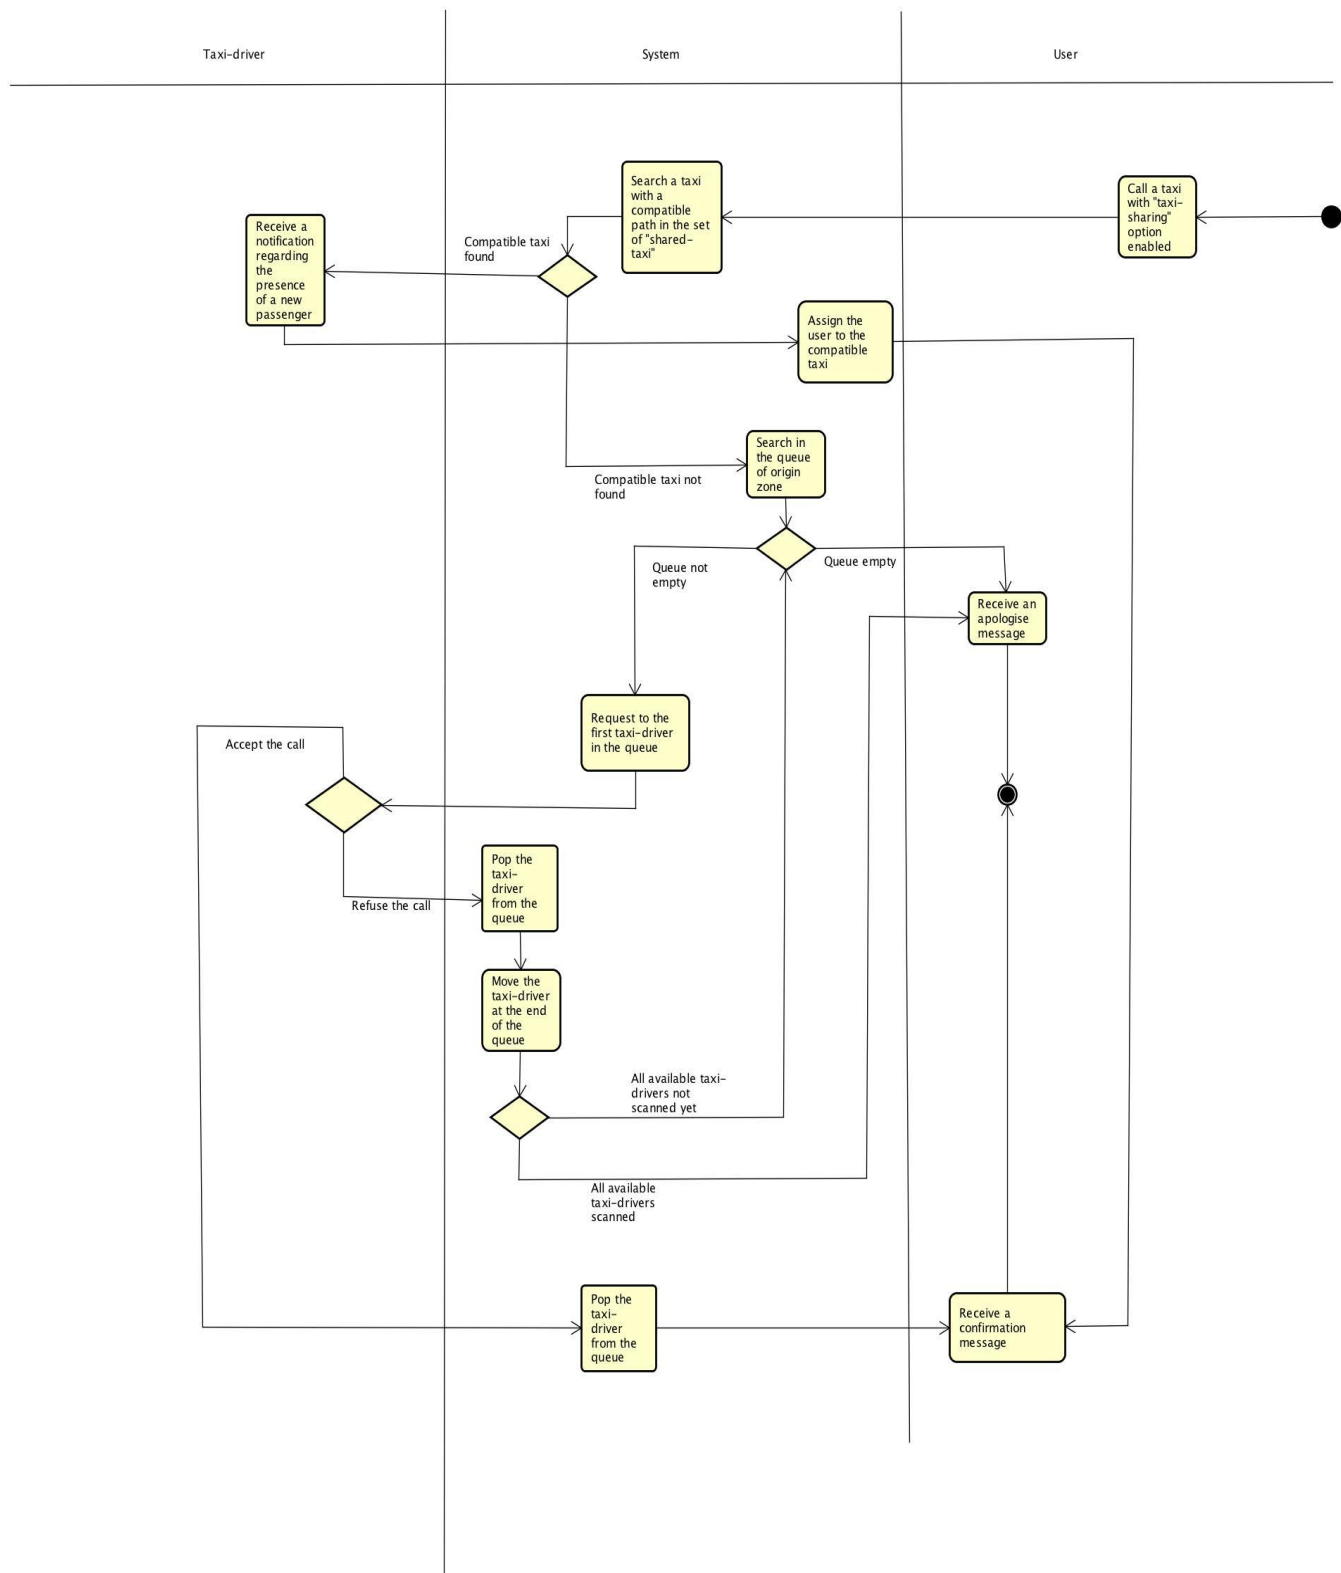 Taxi-driver
System
User
Call a taxi
with "taxi-
sharing"
option
enabled
Search a taxi
with a
compatible
path in the set
of "shared-
taxi"
Compatible taxi
found
Receive a
notification
regarding
the
presence
of a new
passenger
Assign the
user to the
compatible
taxi
Compatible taxi not
found
Search in
the queue
of origin
zone
Queue not
empty
Queue empty
Receive an
apologise
message
Request to the
first taxi-driver
in the queue
Accept the call
Refuse the call
Pop the
taxi-
driver
from the
queue
Move the
taxi-driver
at the end
of the
queue
All available taxi-
drivers not
scanned yet
All available
taxi-drivers
scanned
Pop the
taxi-
driver
from the
queue
Receive a
confirmation
message